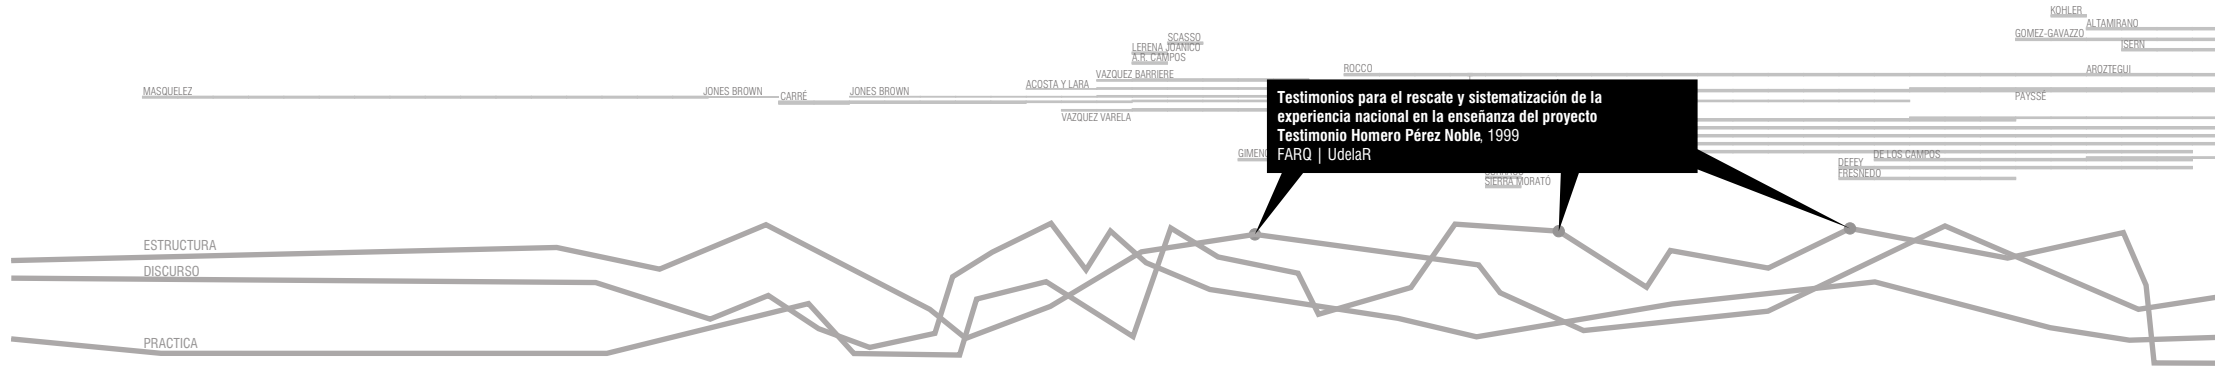 KOHLER
ALTAMIRANO
GOMEZ-GAVAZZO
ISERN
SCASSO
LERENA JOANICO
A.R. CAMPOS
VAZQUEZ BARRIERE
ROCCO
AROZTEGUI
MASQUELEZ
JONES BROWN
CARRÉ
JONES BROWN
ACOSTA Y LARA
PAYSSÉ
VAZQUEZ VARELA
Testimonios para el rescate y sistematización de la
experiencia nacional en la enseñanza del proyecto
Testimonio Homero Pérez Noble, 1999
FARQ | UdelaR
DE LOS CAMPOS
DEFEY
FRESNEDO
SIERRA MORATÓ
ESTRUCTURA
DISCURSO
PRACTICA